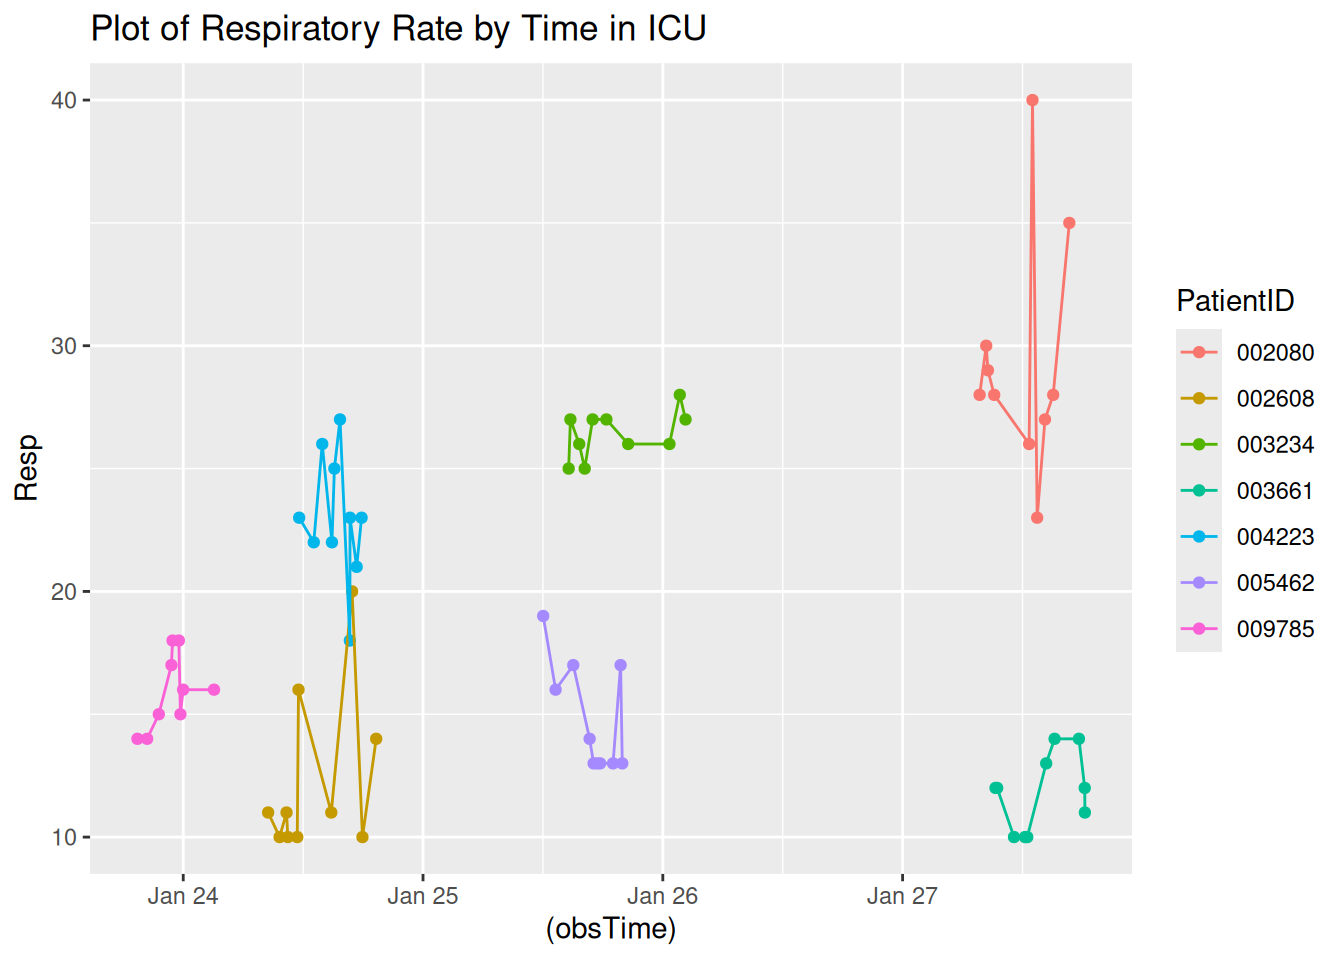 Plot of Respiratory Rate by Time in ICU
40
30
20
10
Resp
Jan 24
Jan 25
Jan 26
Jan 27
(obsTime)
PatientID
002080
002608
003234
003661
004223
005462
009785